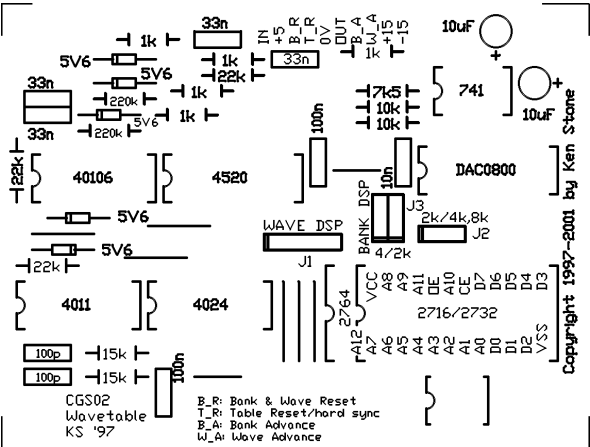 33n
1k
5V6
1k
22k
5V6
33n
220k
1k
5V6
33n
220k
1k
IN
+5
B_R
T_R
0V
OUT
B_A
W_A
+15
-15
33n
1k
10uF
+
7k5
10k
10k
741
+
10uF
100n
10n
22k
40106
4520
DAC0800
5V6
5V6
22k
WAVE DSP
J1
BANK DSP
J3
4/2k
2k/4k,8k
J2
4011
4024
2764
VCC
A8
A9
A11
OE
A10
CE
D7
D6
D5
D4
D3
2716/2732
A12
A7
A6
A5
A4
A3
A2
A1
A0
D0
D1
D2
VSS
100p
15k
100p
15k
100n
CGS02
Wavetable
KS '97
B_R: Bank & Wave Reset
T_R: Table Reset/hard sync
B_A: Bank Advance
W_A: Wave Advance
Copyright 1997-2001 by Ken Stone